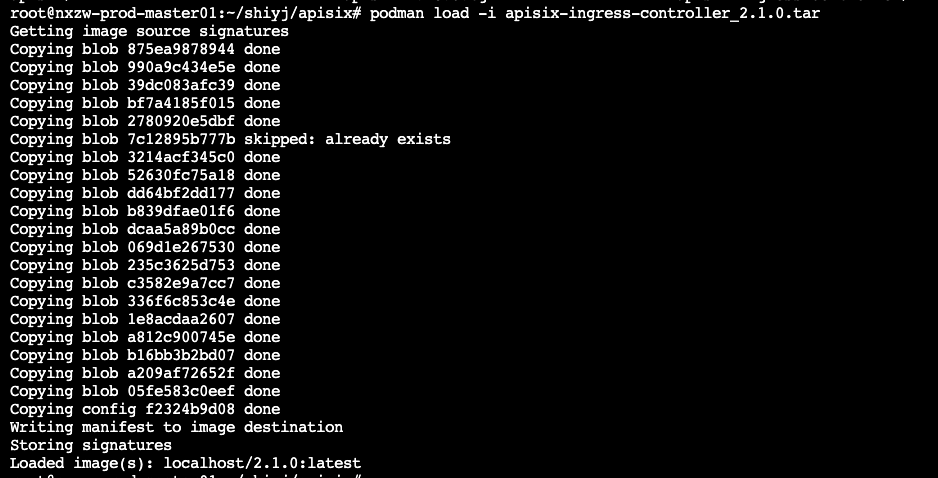 root@nxzw-prod-master01:~/shiyj/apisix# podman load -i apisix-ingress-controller_2.1.0.tar
Getting image source signatures
Copying blob 875ea9878944 done
Copying blob 990a9c434e5e done
Copying blob 39dc083afc39 done
Copying blob bf7a4185f015 done
Copying blob 2780920e5dbf done
Copying blob 7c12895b777b skipped: already exists
Copying blob 3214acf345c0 done
Copying blob 52630fc75a18 done
Copying blob dd64bf2dd177 done
Copying blob b839dfae01f6 done
Copying blob dcaa5a89b0cc done
Copying blob 069d1e267530 done
Copying blob 235c3625d753 done
Copying blob c3582e9a7cc7 done
Copying blob 336f6c853c4e done
Copying blob 1e8acdaa2607 done
Copying blob a812c900745e done
Copying blob b16bb3b2bd07 done
Copying blob a209af72652f done
Copying blob 05fe583c0eef done
Copying config f2324b9d08 done
Writing manifest to image destination
Storing signatures
Loaded image(s): localhost/2.1.0:latest